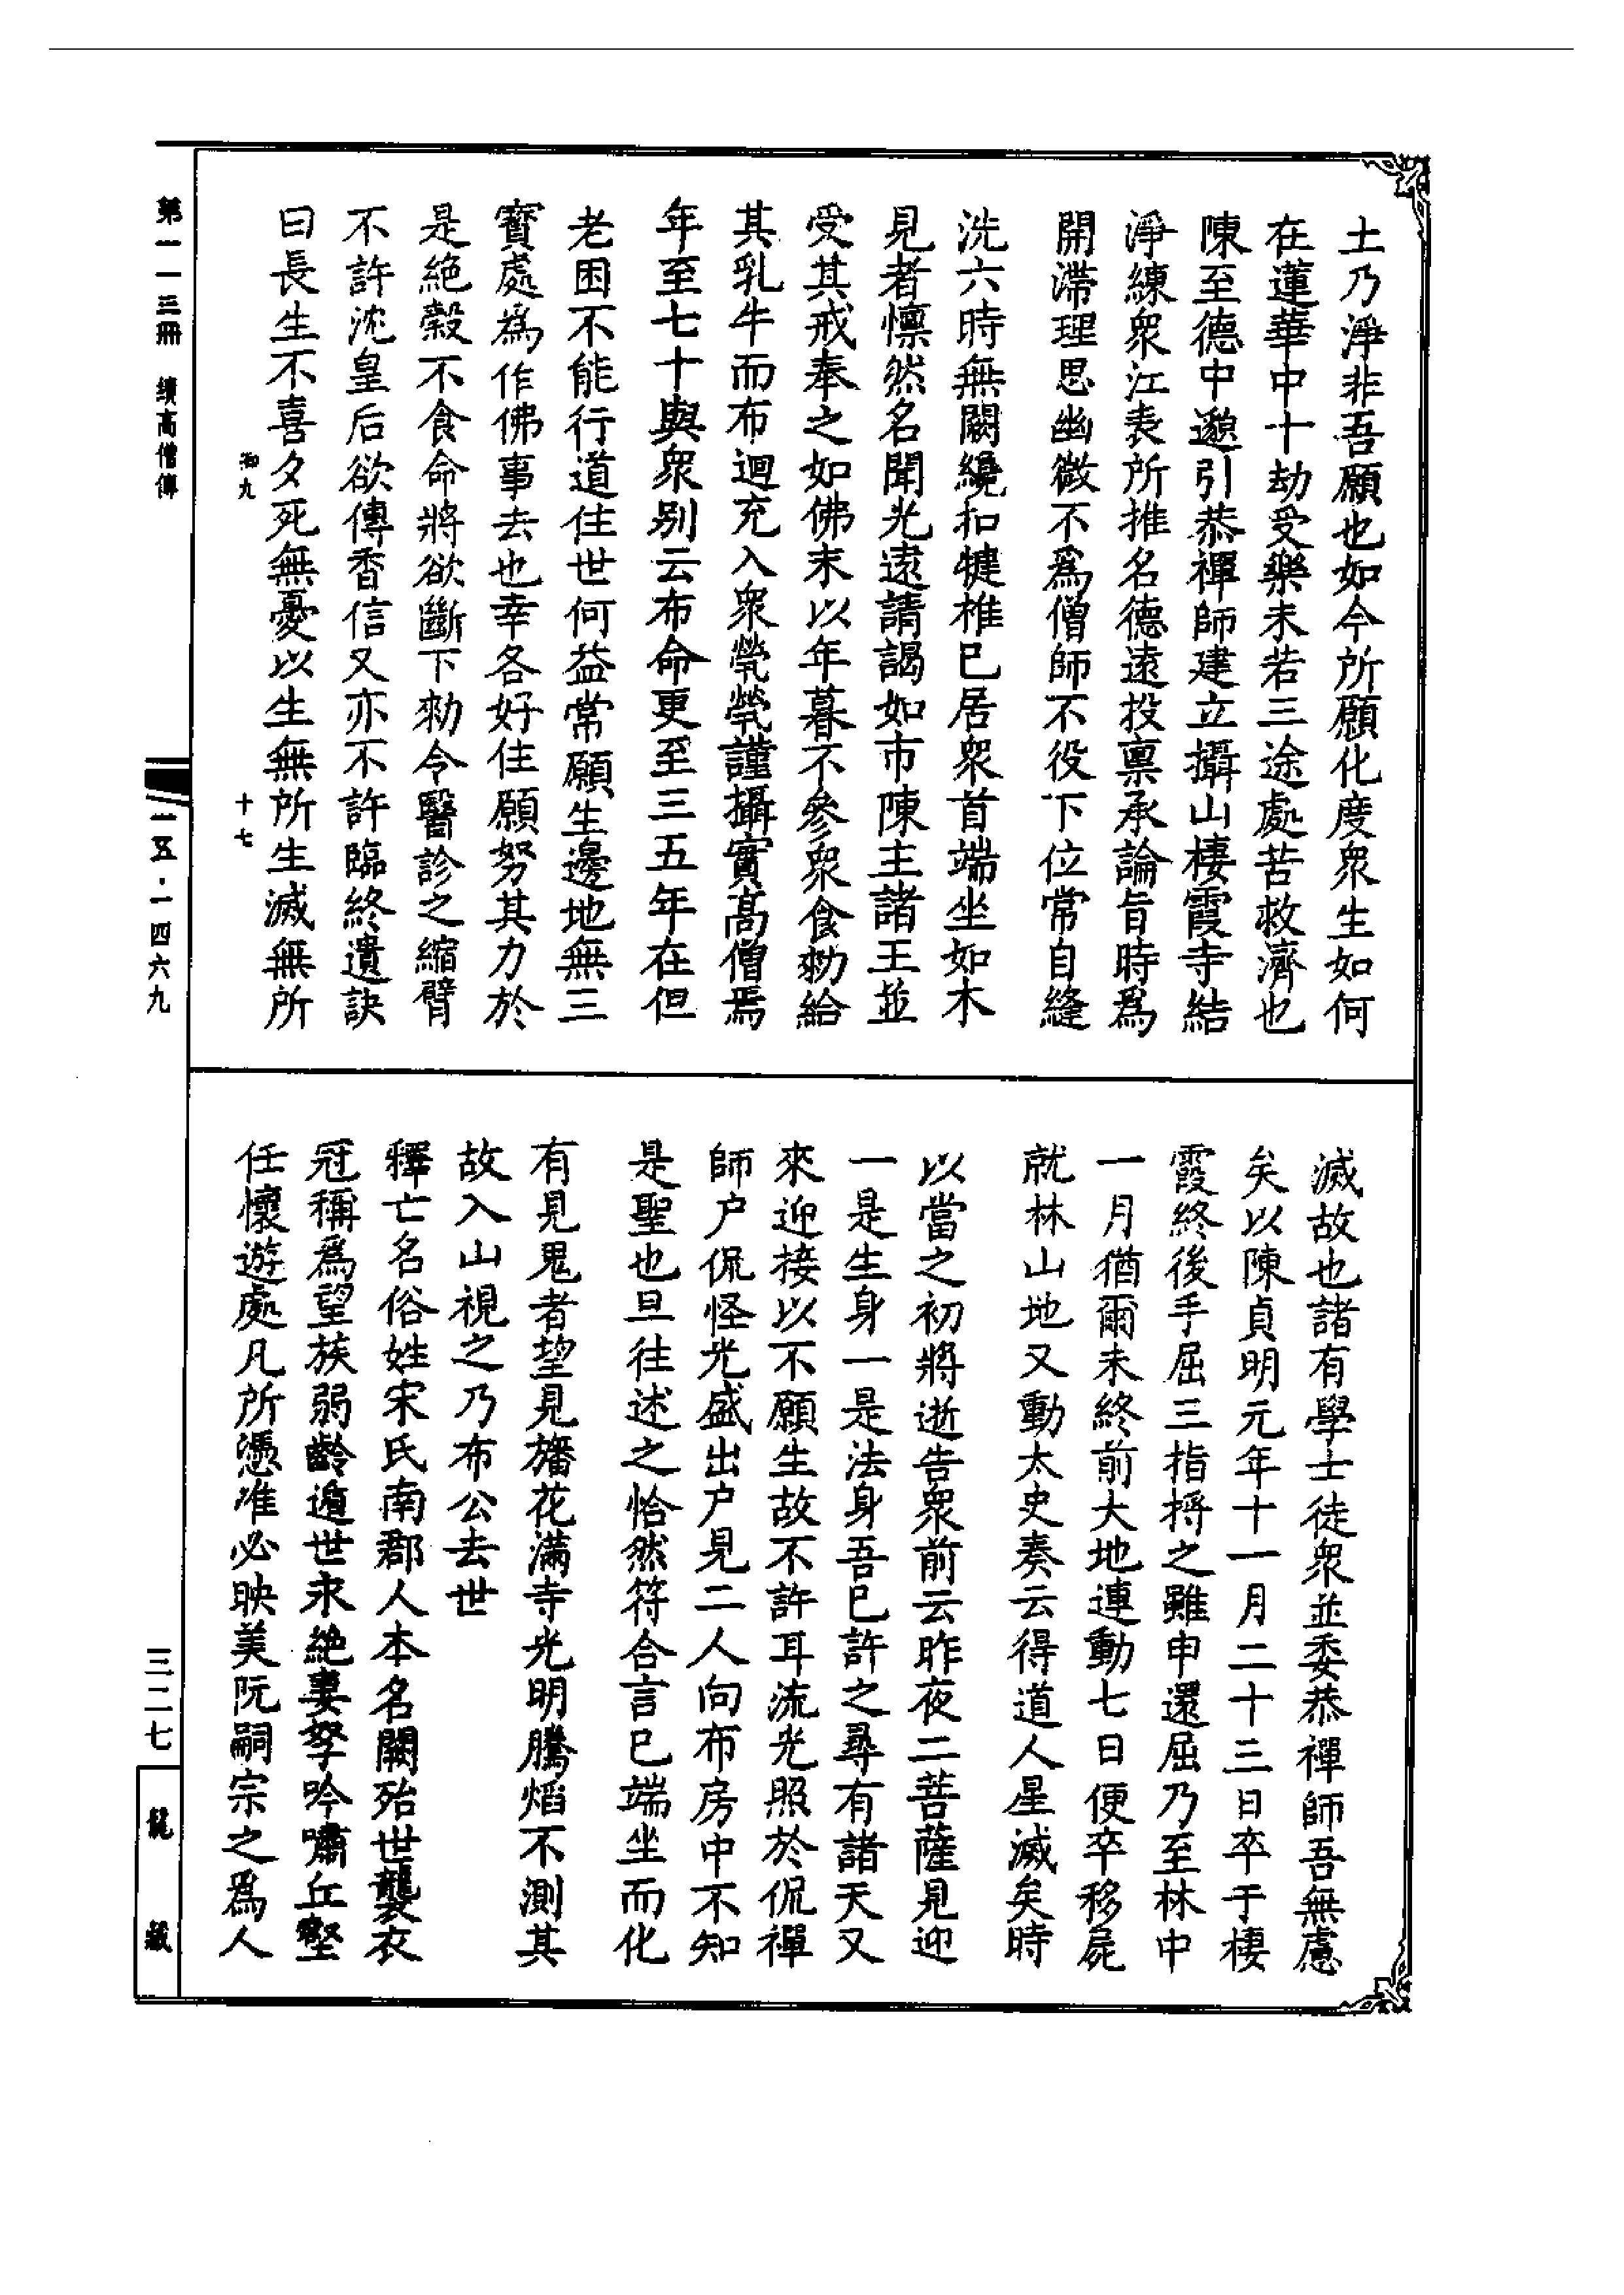 土乃淨非吾願也如今所願化度衆生如何
在蓮華中十劫受樂未若三途處苦救濟也
陳至德中邈引恭禪師建立攝山棲霞寺結
淨練衆江表所推名德遠投禀承論旨時爲
開滯理思幽微不爲僧師不役下位常自縫
洗六時無闕纔扣揵椎已居衆首端坐如木
見者懔然名聞光遠請謁如市陳主諸王並
受其戒奉之如佛末以年暮不參衆食勑給
其乳牛而布迴充入衆煢煢謹攝實高僧焉
年至七十與衆別云布命更至三五年在但
老困不能行道住世何益常願生邊地無三
寳處爲作佛事去也幸各好住願努其力於
是絶榖不食命將欲斷下勑令醫診之縮臂
不許沈皇后欲傳香信又亦不許臨終遺訣
曰長生不喜夕死無憂以生無所生滅無所
滅故也諸有學士徒衆並委恭禪師吾無慮
矣以陳貞明元年十一月二十三日卒于棲
霞終後手屈三指捋之雖申還屈乃至林中
一月猶爾未終前大地連動七日便卒移屍
就林山地又動太史奏云得道人星滅矣時
以當之初將逝告衆前云昨夜二菩薩見迎
一是生身一是法身吾已許之尋有諸天又
來迎接以不願生故不許耳流光照於侃禪
師户侃怪光盛出户見二人向布房中不知
是聖也旦往述之恰然符合言已端坐而化
有見鬼者望見旛花滿寺光明騰焰不測其
故入山視之乃布公去世
釋亡名俗姓宋氏南郡人本名闕殆世襲衣
冠稱爲望族弱齡遁世永絶妻孥吟嘯丘壑
任懷遊處凡所憑准必映美阮嗣宗之爲人
第一一三冊 續高僧傳
九
十七
一五·一四六九
三二七
龍藏